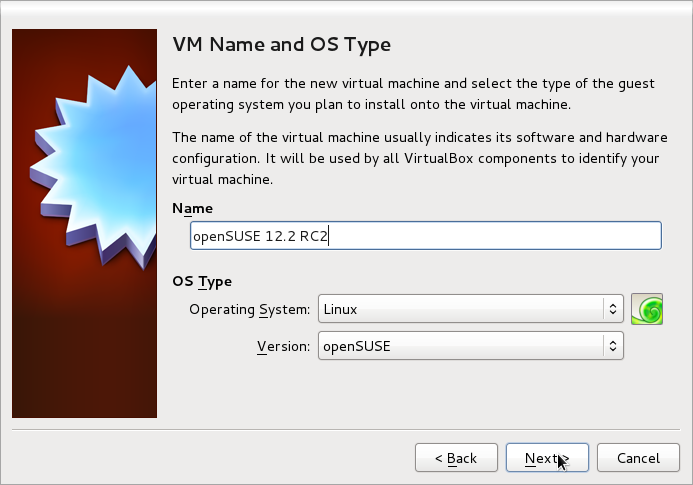 VM Name and OS Type
Enter a name for the new virtual machine and select the type of the guest
operating system you plan to install onto the virtual machine.
The name of the virtual machine usually indicates its software and hardware
configuration. It will be used by all VirtualBox components to identify your
virtual machine.
Name
openSUSE 12.2 RC2
OS Type
Operating System: Linux
Version: openSUSE
< Back Next > Cancel